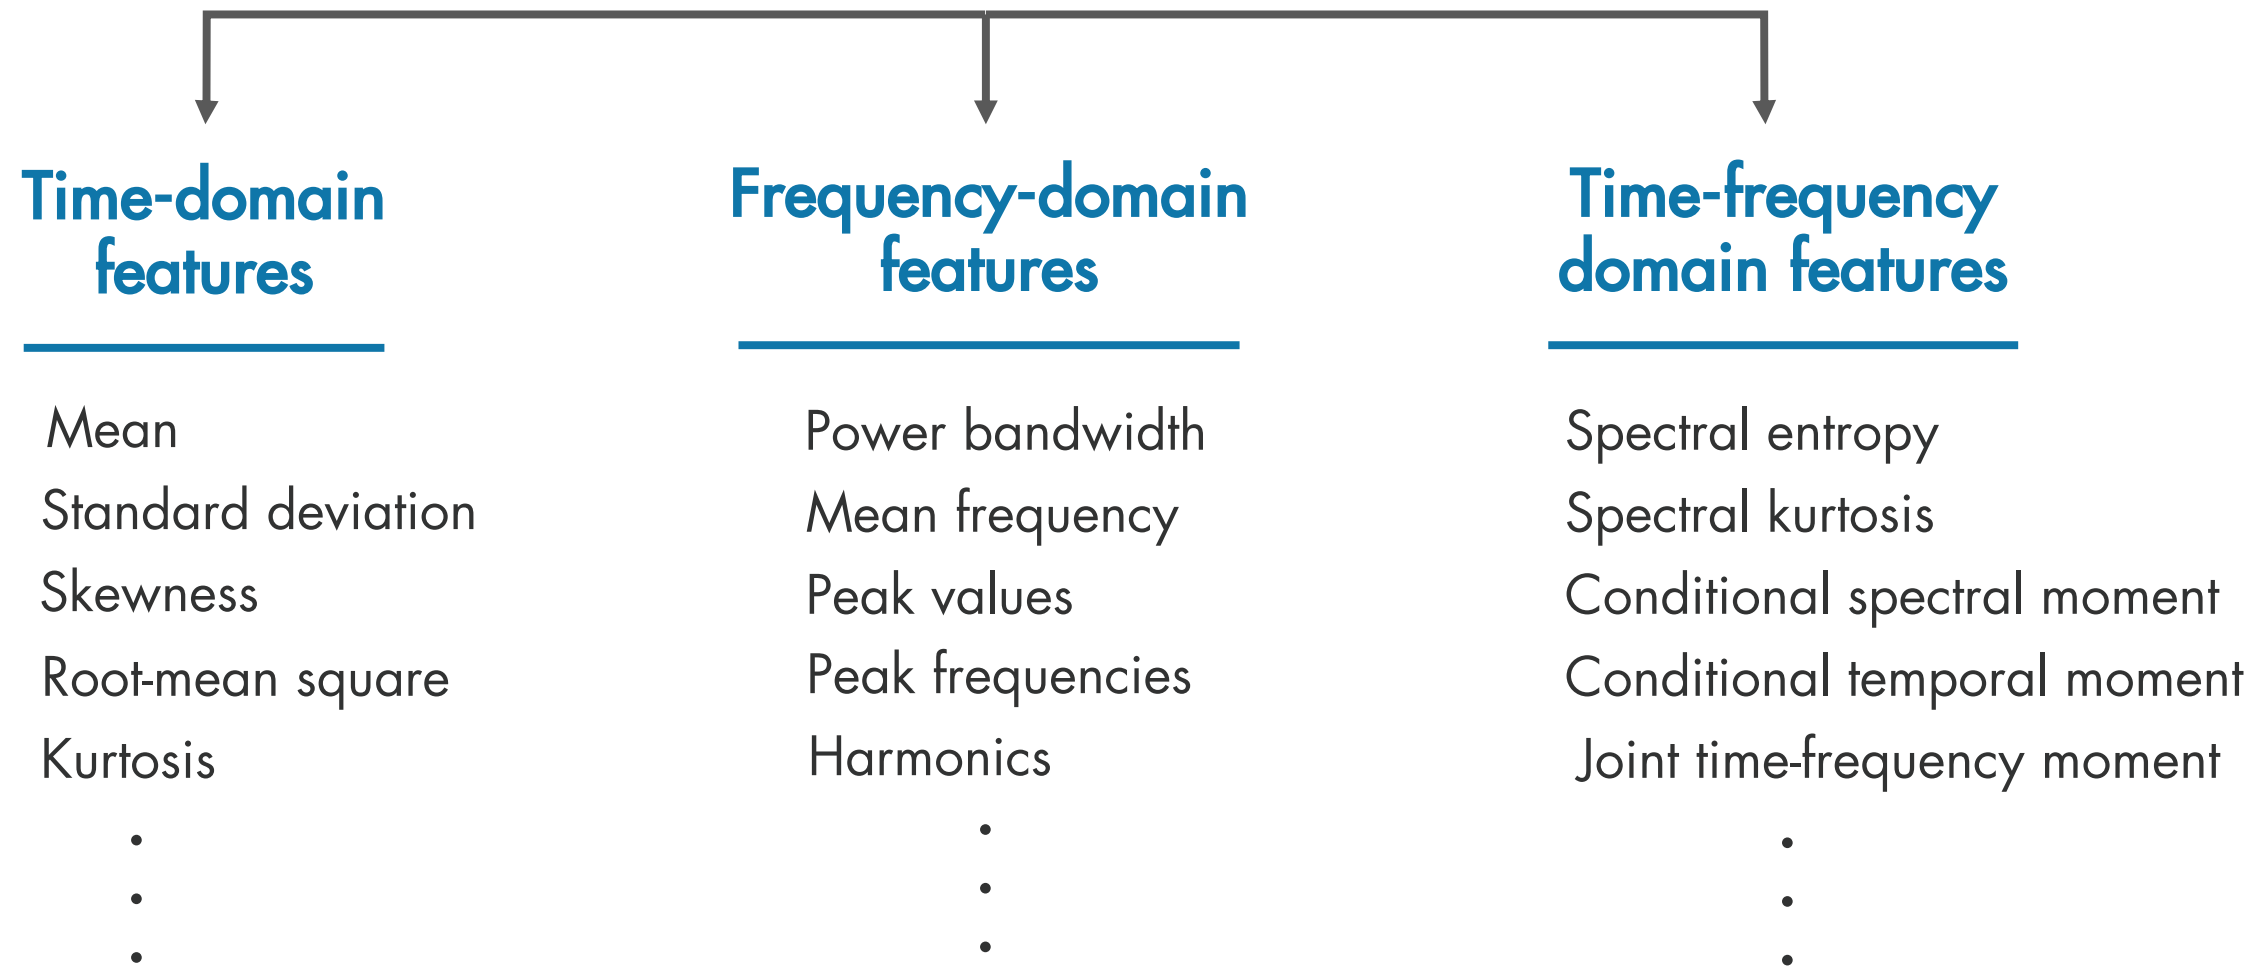 Time-domain
features
Mean
Standard deviation
Skewness
Root-mean square
Kurtosis
Frequency-domain
features
Power bandwidth
Mean frequency
Peak values
Peak frequencies
Harmonics
Time-frequency
domain features
Spectral entropy
Spectral kurtosis
Conditional spectral moment
Conditional temporal moment
Joint time-frequency moment